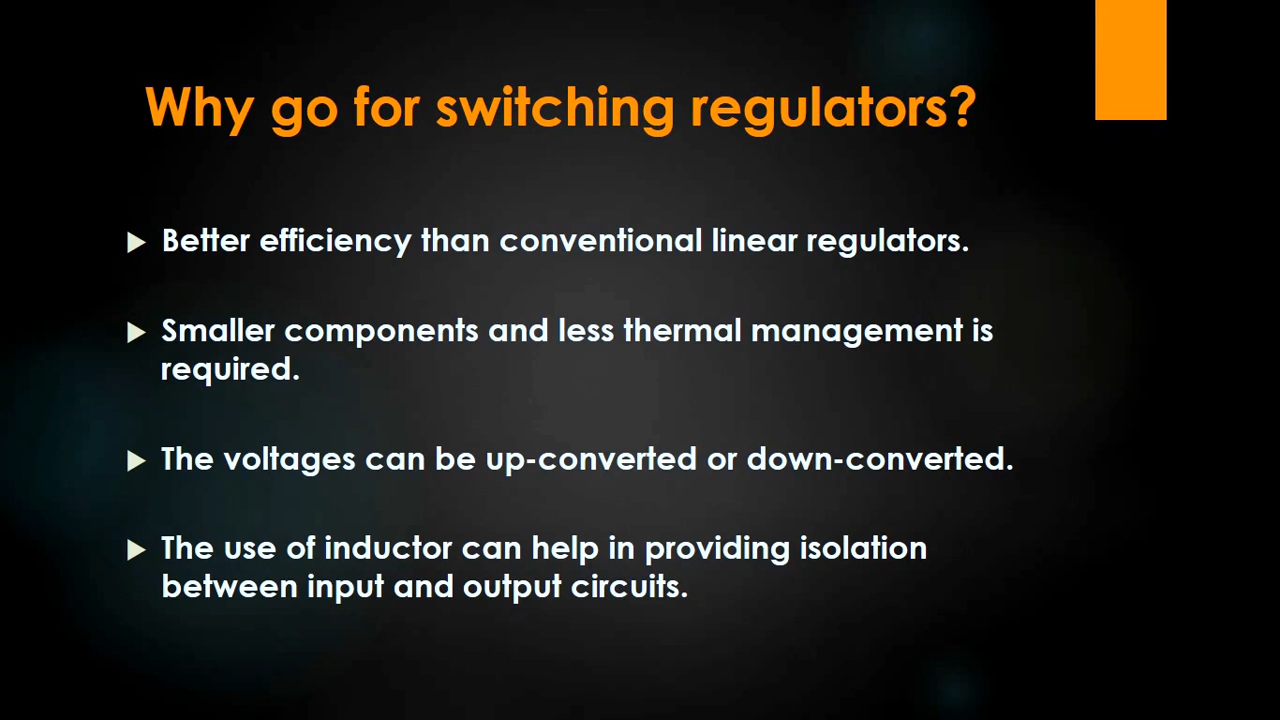 Why go for switching regulators?
Better efficiency than conventional linear regulators.
Smaller components and less thermal management is
required.
The voltages can be up-converted or down-converted.
The use of inductor can help in providing isolation
between input and output circuits.